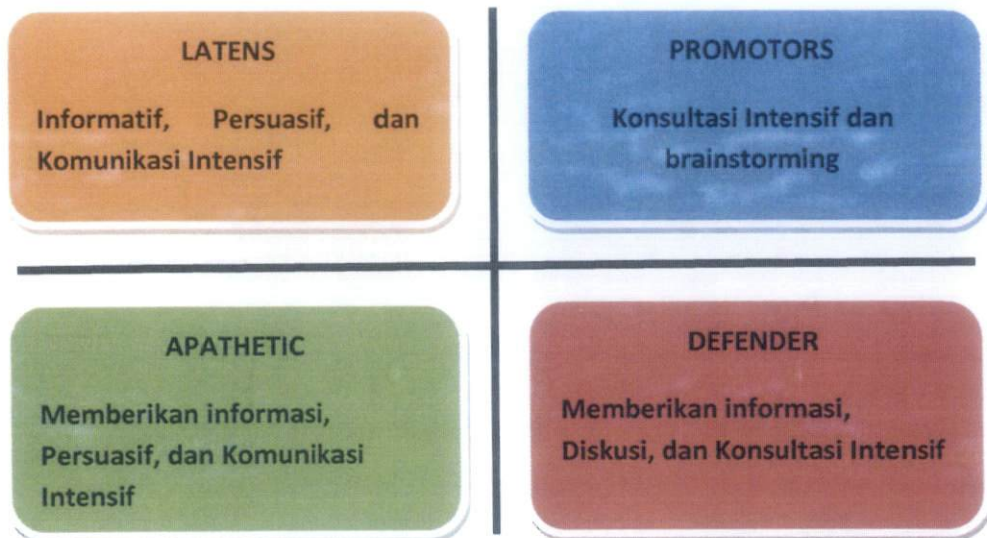 LATENS
Informatif, Persuasif, dan
Komunikasi Intensif
PROMOTORS
Konsultasi Intensif dan
brainstorming
APATHETIC
Memberikan informasi,
Persuasif, dan Komunikasi
Intensif
DEFENDER
Memberikan informasi,
Diskusi, dan Konsultasi Intensif